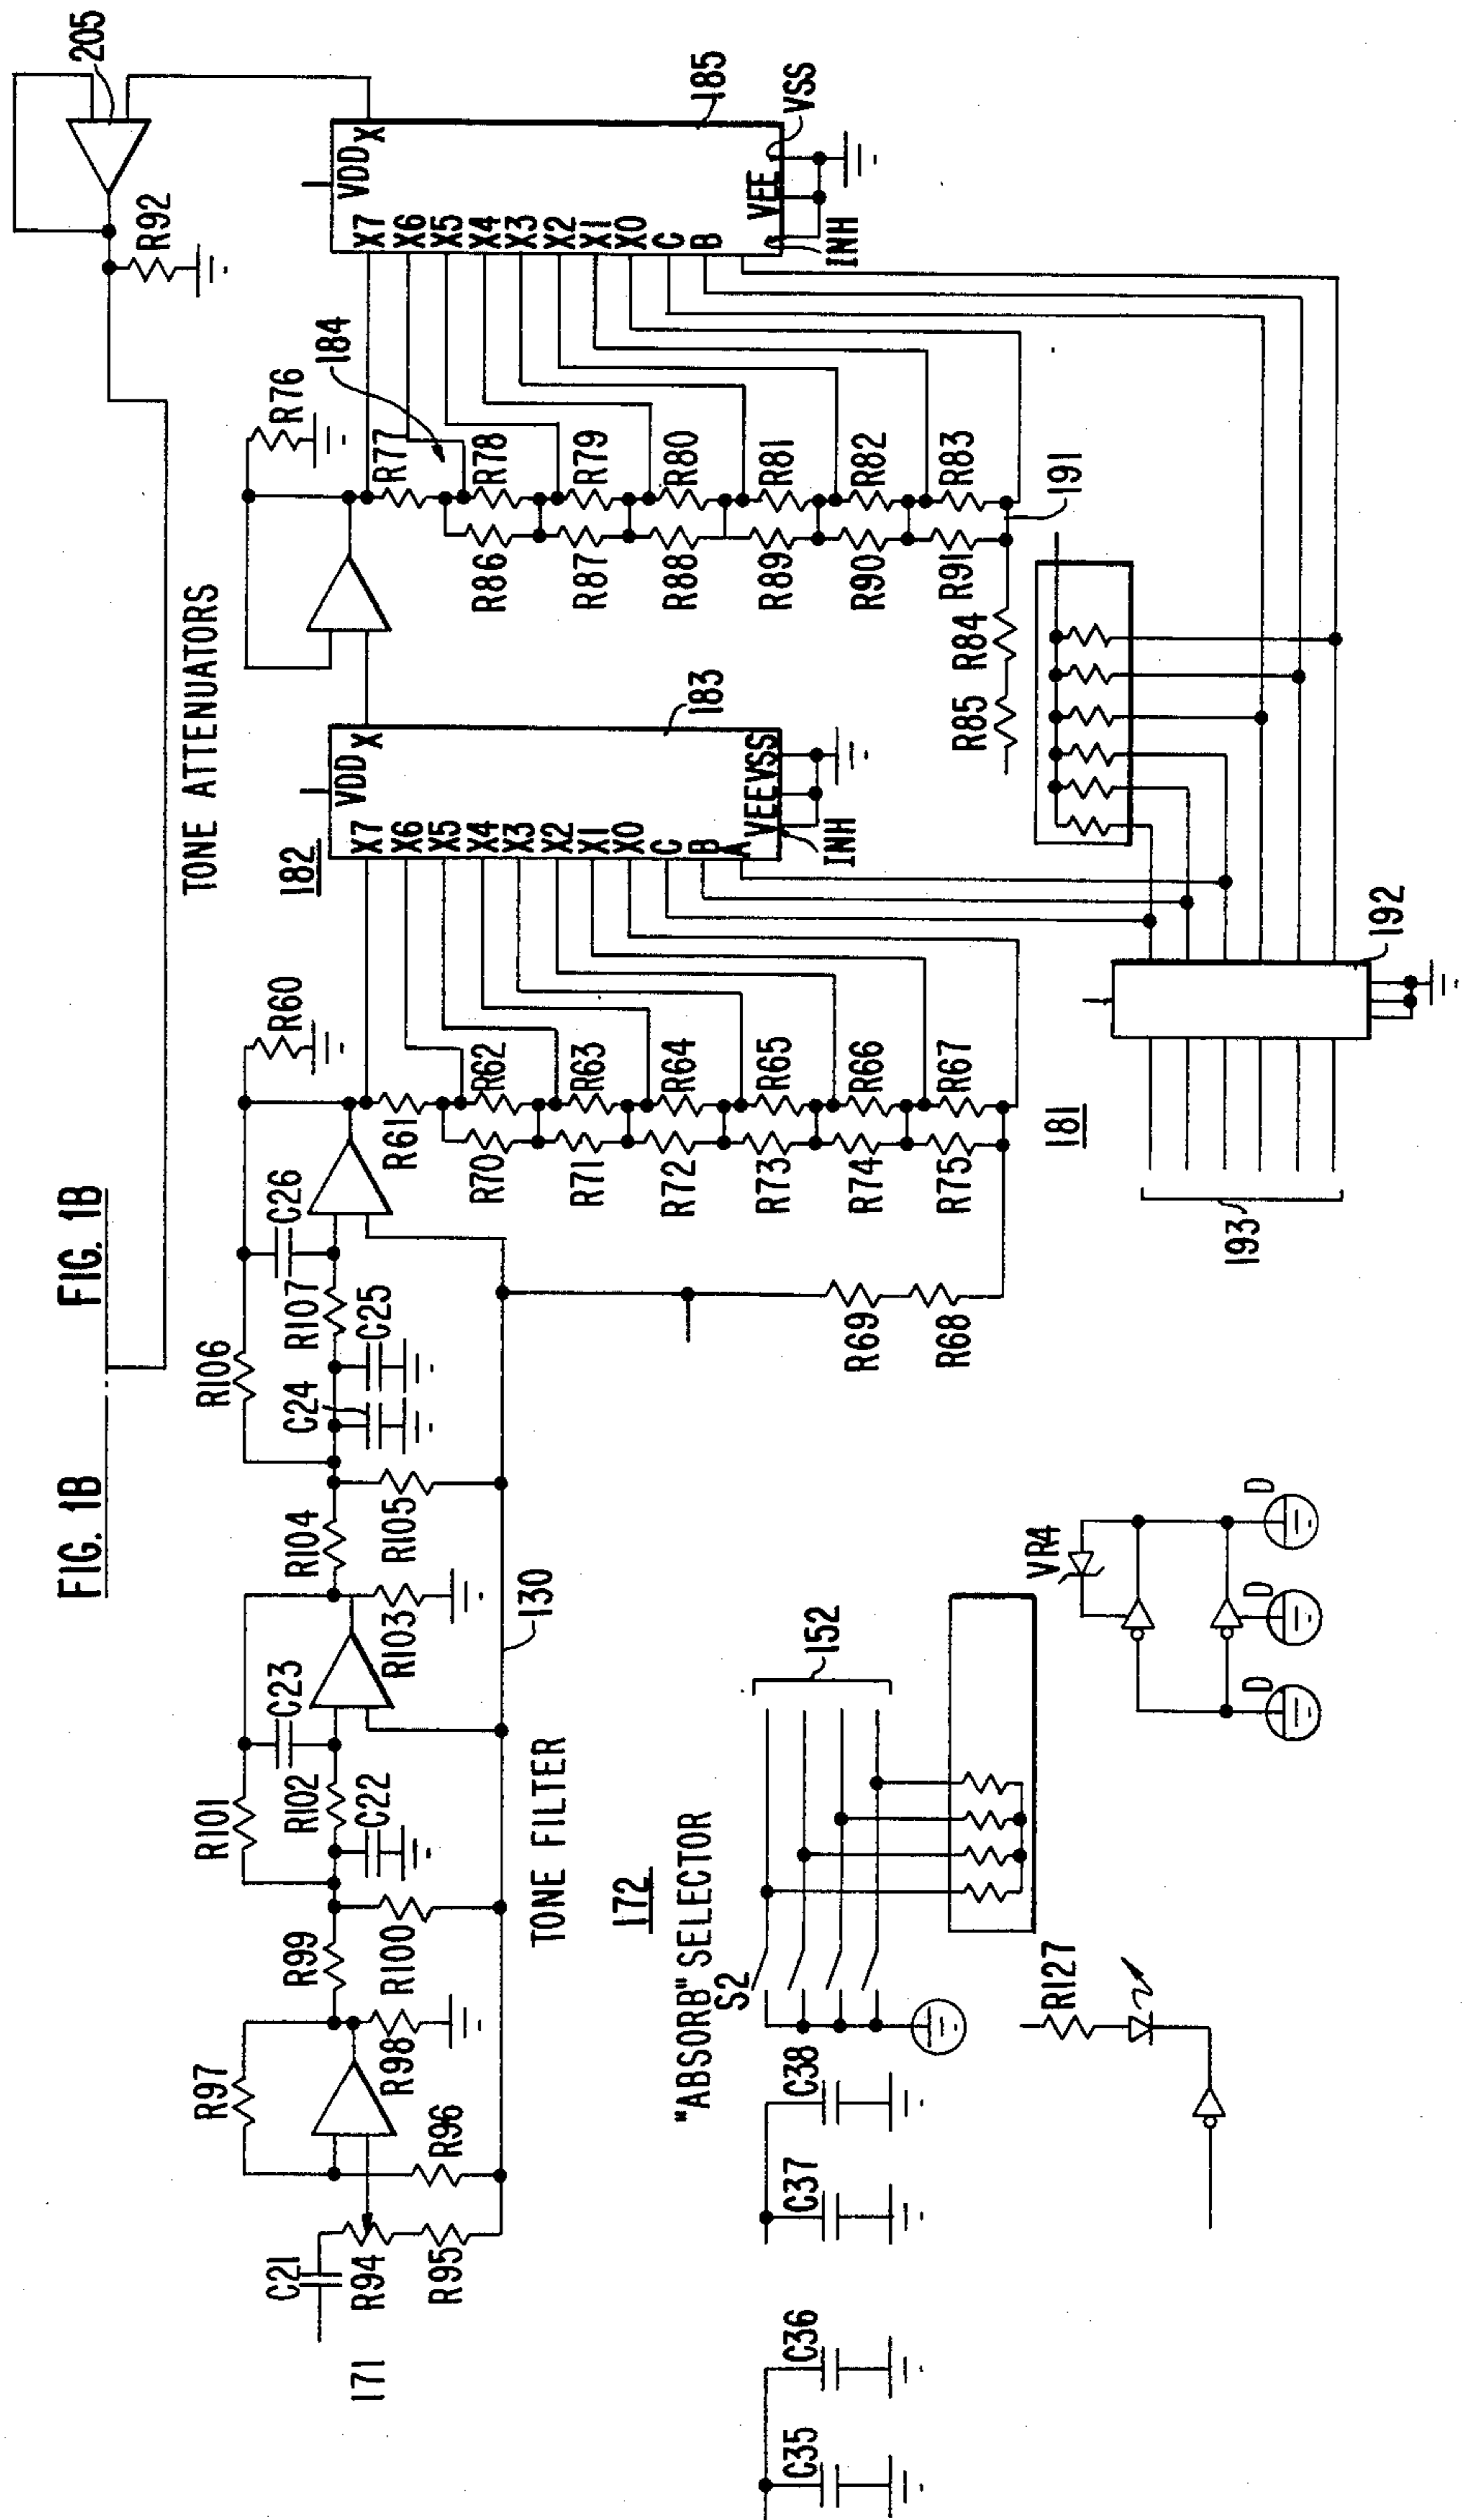 FIG. 1B
FIG. 1B
205
R92
TONE ATTENUATORS
R106
R60
R76
R97
R101
C23
C26
182
184
C21
R99
R102
R104
C24
R107
VDD X
VDD X
171
R94
R98
C22
R103
C25
R61
X7
R77
X7
R95
R96
R100
R105
X6
X6
R70
R62
X5
R86
R78
X5
X4
X4
R71
R63
X3
R87
R79
X3
TONE FILTER
130
X2
X2
R72
R64
X1
R88
R80
X1
X0
X0
172
R73
R65
C
R89
R81
C
183
185
B
B
"ABSORB" SELECTOR
A
A
S2
R74
R66
VEE VSS
R90
R82
VEE
VSS
INH
INH
C35
C36
C37
C38
152
R69
R68
R75
R67
R85
R84
R91
R83
181
191
R127
VR4
193
192
D
D
D